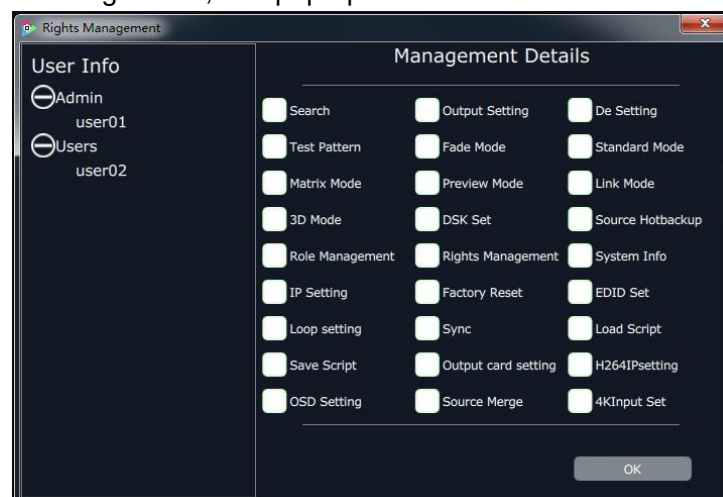 Rights Management
User Info
Admin
user01
Users
user02
Management Details
Search Output Setting De Setting
Test Pattern Fade Mode Standard Mode
Matrix Mode Preview Mode Link Mode
3D Mode DSK Set Source Hotbackup
Role Management Rights Management System Info
IP Setting Factory Reset EDID Set
Loop setting Sync Load Script
Save Script Output card setting H264IPsetting
OSD Setting Source Merge 4KInput Set
OK